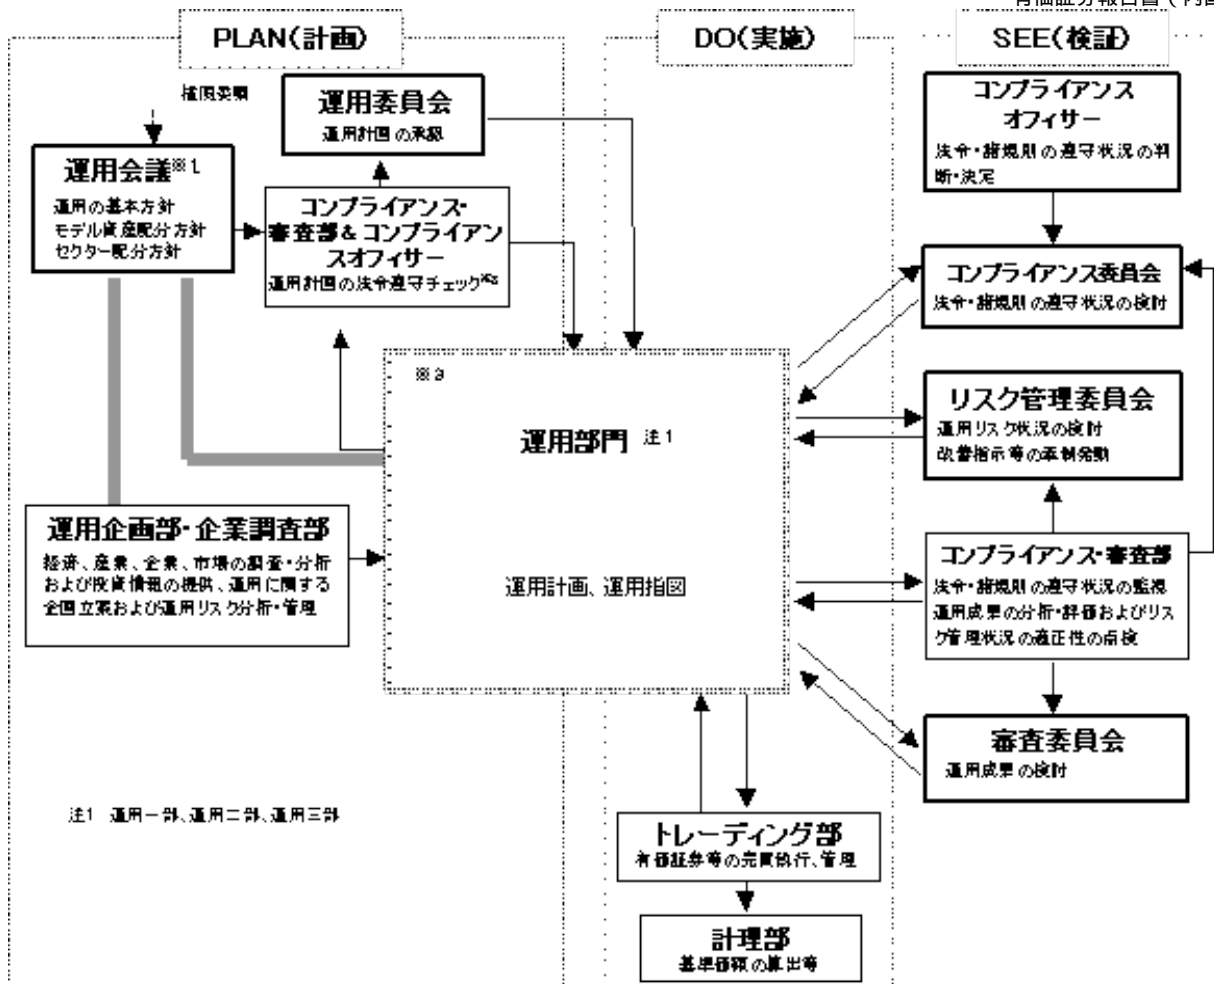 有価証券報告書(内国
PLAN(計画)
DO(実施)
SEE(検証)
権限委譲
運用会議※1
運用の基本方針
モデル資産配分方針
セクター配分方針
運用委員会
運用計画の承認
コンプライアンス・
審査部&コンプライアン
スオフィサー
運用計画の法令遵守チェック※2
コンプライアンス
オフィサー
法令・諸規則の遵守状況の判
断・決定
コンプライアンス委員会
法令・諸規則の遵守状況の検討
※3
運用部門 注1
運用計画、運用指図
リスク管理委員会
運用リスク状況の検討
改善指示等の牽制発動
運用企画部・企業調査部
経済、産業、企業、市場の調査・分析
および投資情報の提供、運用に関する
企画立案および運用リスク分析・管理
コンプライアンス・審査部
法令・諸規則の遵守状況の監視
運用成果の分析・評価およびリス
ク管理状況の適正性の点検
審査委員会
運用成果の検討
注1 運用一部、運用二部、運用三部
トレーディング部
有価証券等の売買執行、管理
計理部
基準価額の算出等